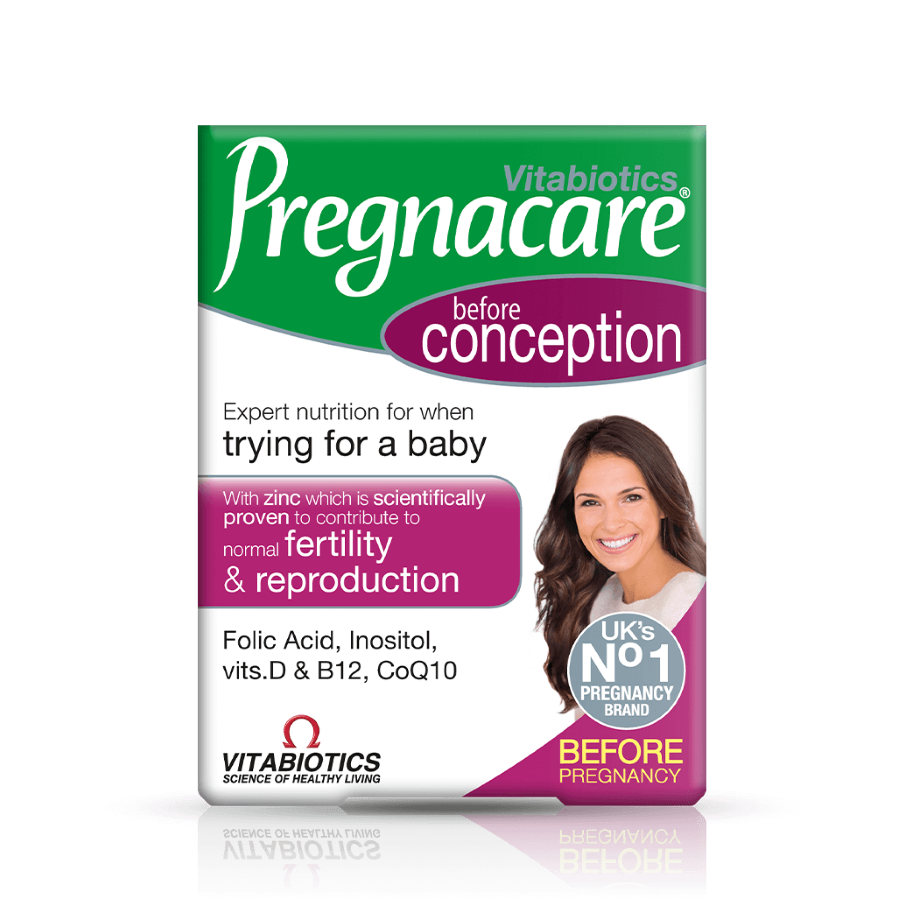 Vitabiotics
Pregnacare®
before
conception
Expert nutrition for when
trying for a baby
With zinc which is scientifically
proven to contribute to
normal fertility
& reproduction
Folic Acid, Inositol,
vits.D & B12, CoQ10
UK's
Nº1
PREGNANCY
BRAND
VITABIOTICS
SCIENCE OF HEALTHY LIVING
BEFORE
PREGNANCY